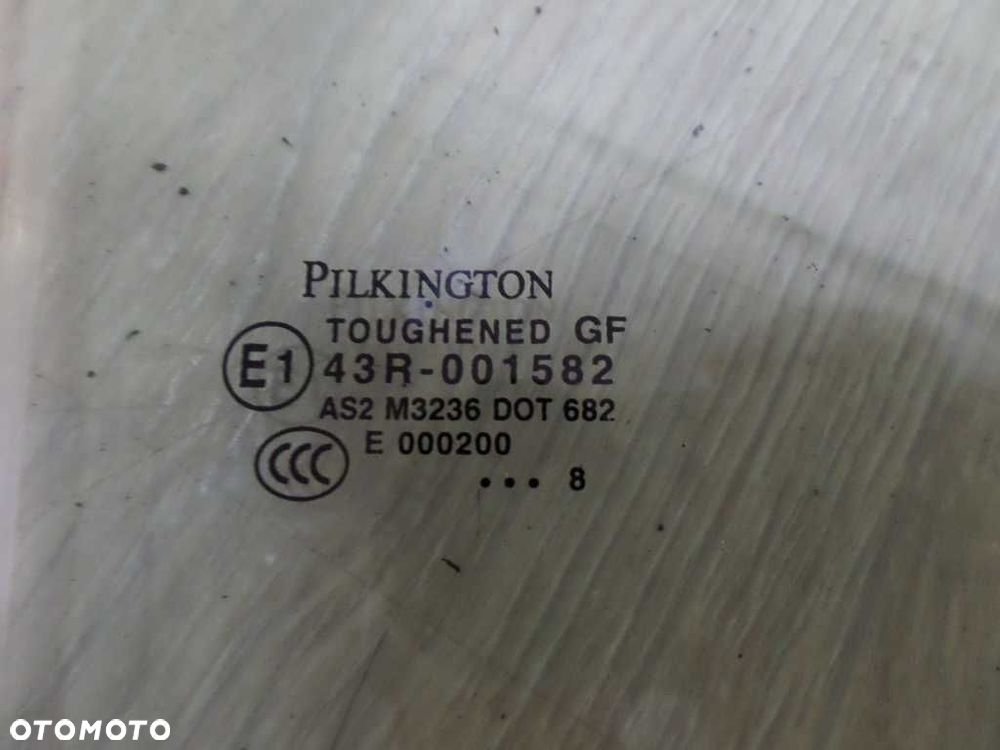 PILKINGTON
TOUGHENED GF
E1 43R-001582
AS2 M3236 DOT 682
CCC E 000200
... 8
OTOMOTO